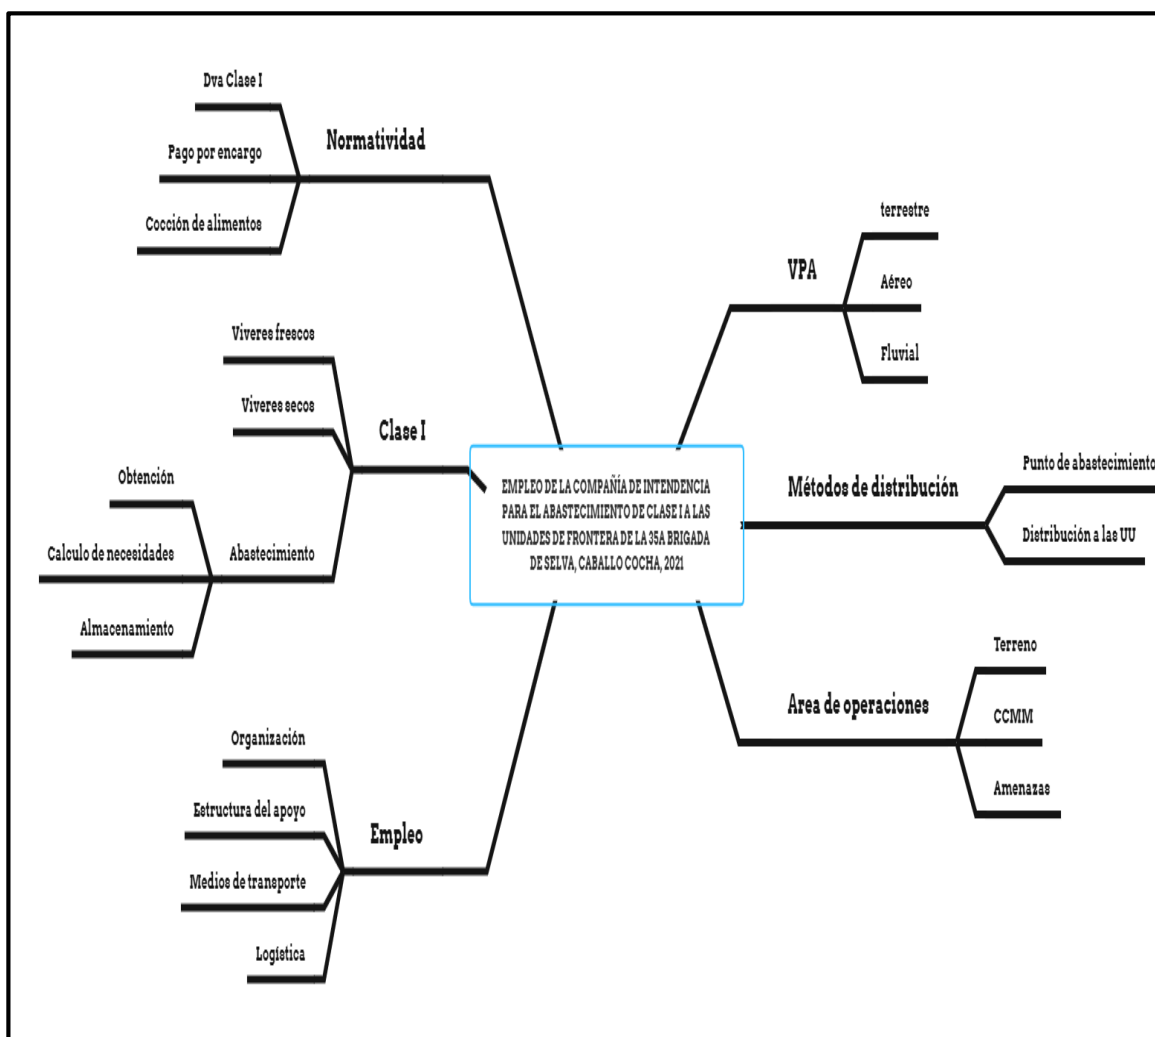 Dva Clase I
Normatividad
Pago por encargo
Cocción de alimentos
Viveres frescos
Viveres secos
Clase I
Obtención
Calculo de necesidades
Abastecimiento
Almacenamiento
Organización
Estructura del apoyo
Empleo
Medios de transporte
Logística
EMPLEO DE LA COMPAÑÍA DE INTENDENCIA
PARA EL ABASTECIMIENTO DE CLASE I A LAS
UNIDADES DE FRONTERA DE LA 35A BRIGADA
DE SELVA, CABALLO COCHA, 2021
terrestre
VPA
Aéreo
Fluvial
Punto de abastecimiento
Métodos de distribución
Distribución a las UU
Terreno
Area de operaciones
CCMM
Amenazas